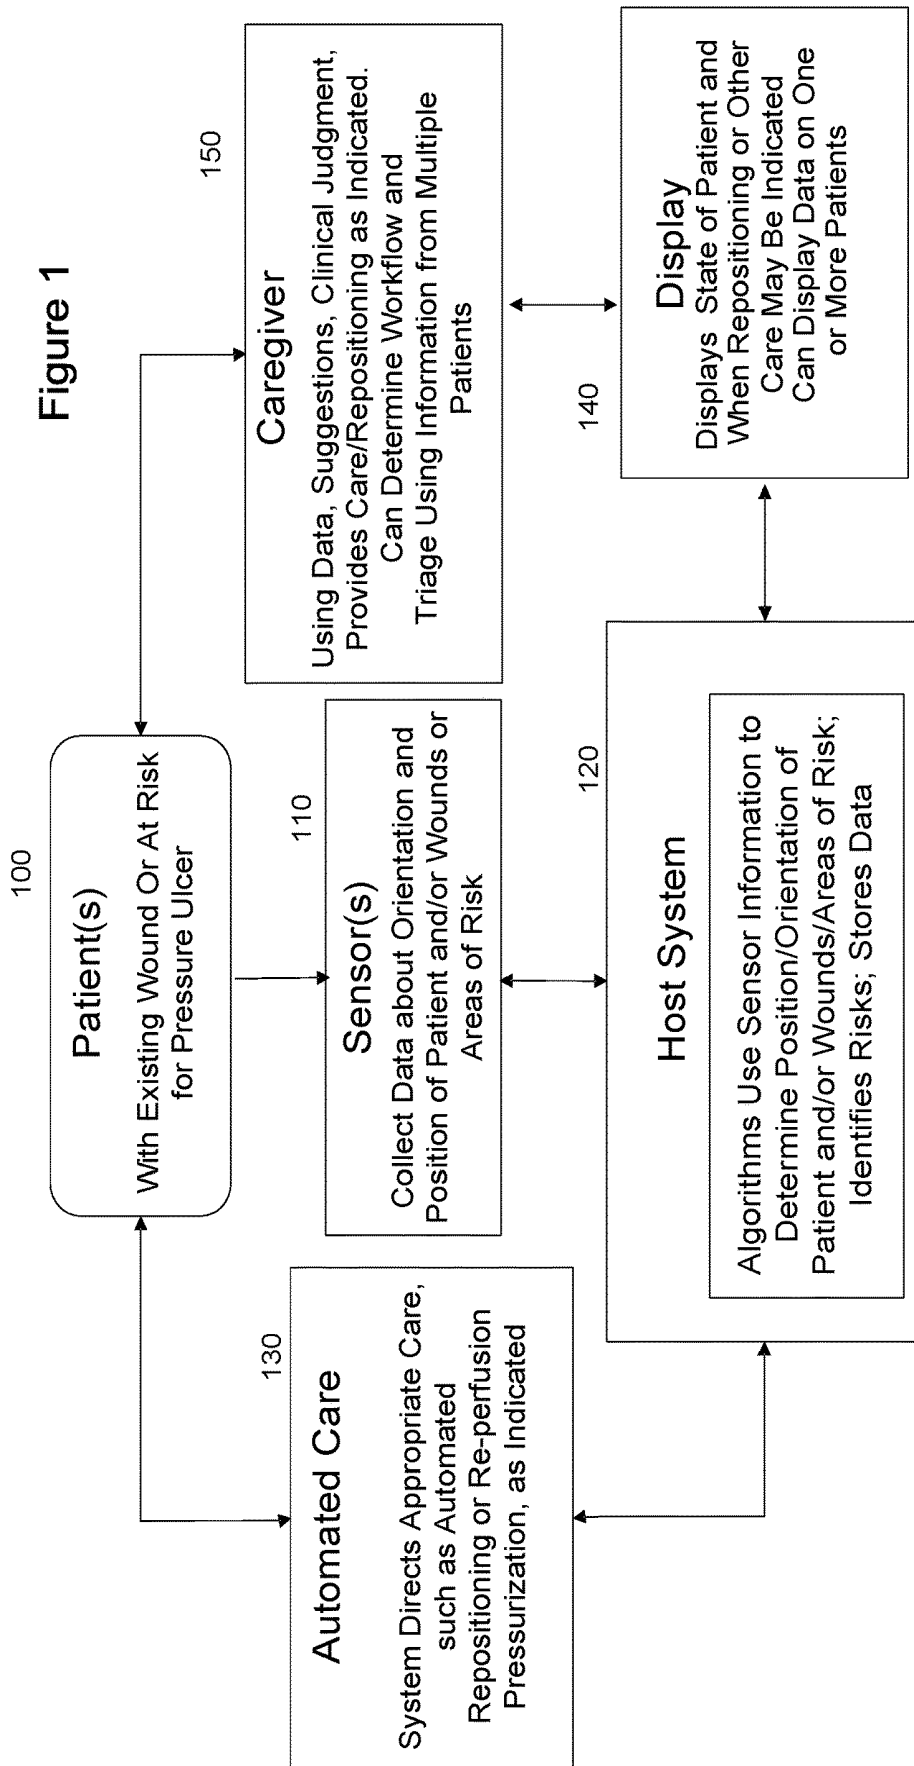 Figure 1
100
Patient(s)
With Existing Wound Or At Risk
for Pressure Ulcer
130
Automated Care
System Directs Appropriate Care,
such as Automated
Repositioning or Re-perfusion
Pressurization, as Indicated
110
Sensor(s)
Collect Data about Orientation and
Position of Patient and/or Wounds or
Areas of Risk
150
Caregiver
Using Data, Suggestions, Clinical Judgment,
Provides Care/Repositioning as Indicated.
Can Determine Workflow and
Triage Using Information from Multiple
Patients
120
Host System
Algorithms Use Sensor Information to
Determine Position/Orientation of
Patient and/or Wounds/Areas of Risk;
Identifies Risks; Stores Data
140
Display
Displays State of Patient and
When Repositioning or Other
Care May Be Indicated
Can Display Data on One
or More Patients